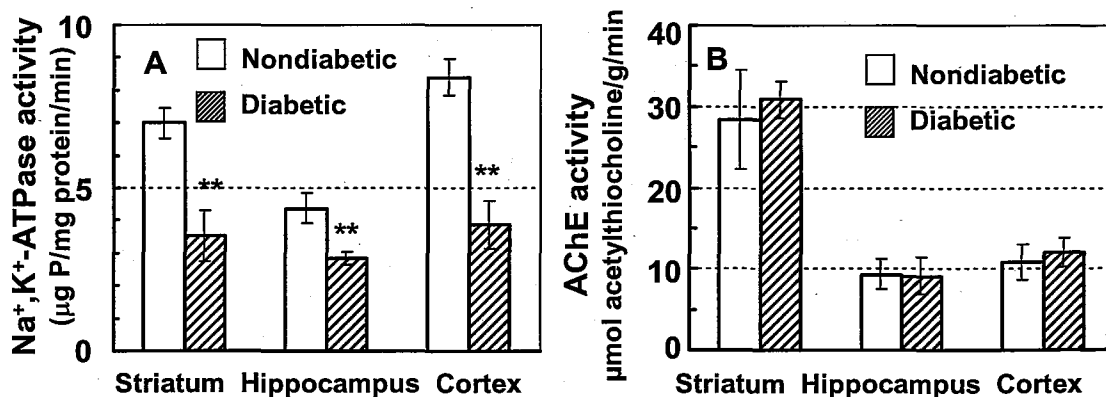 Na⁺,K⁺-ATPase activity
(µg P/mg protein/min)
10
5
0
A
Nondiabetic
Diabetic
**
**
**
Striatum Hippocampus Cortex
AChE activity
µmol acetylthiocholine/g/min
40
30
20
10
0
B
Nondiabetic
Diabetic
Striatum Hippocampus Cortex